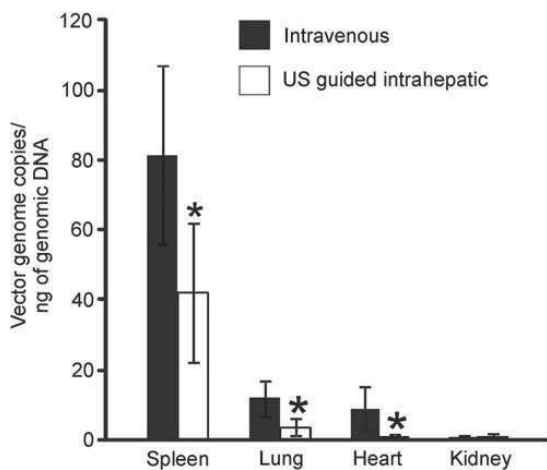 Vector genome copies/
ng of genomic DNA
120
100
80
60
40
20
0
Intravenous
US guided intrahepatic
*
*
*
Spleen Lung Heart Kidney